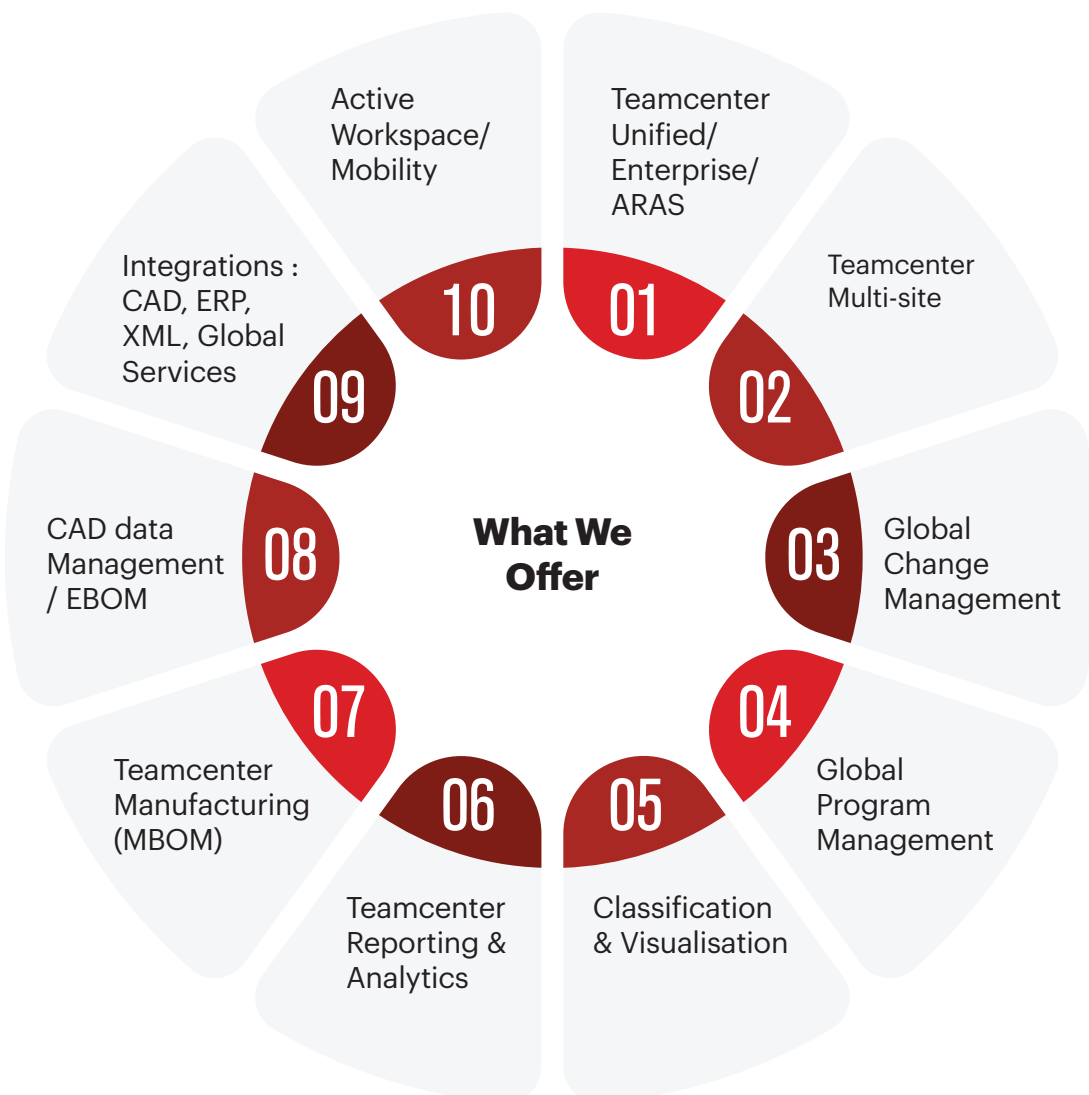 What We
Offer
01
Teamcenter
Unified/
Enterprise/
ARAS
02
Teamcenter
Multi-site
03
Global
Change
Management
04
Global
Program
Management
05
Classification
& Visualisation
06
Teamcenter
Reporting &
Analytics
07
Teamcenter
Manufacturing
(MBOM)
08
CAD data
Management
/ EBOM
09
Integrations :
CAD, ERP,
XML, Global
Services
10
Active
Workspace/
Mobility